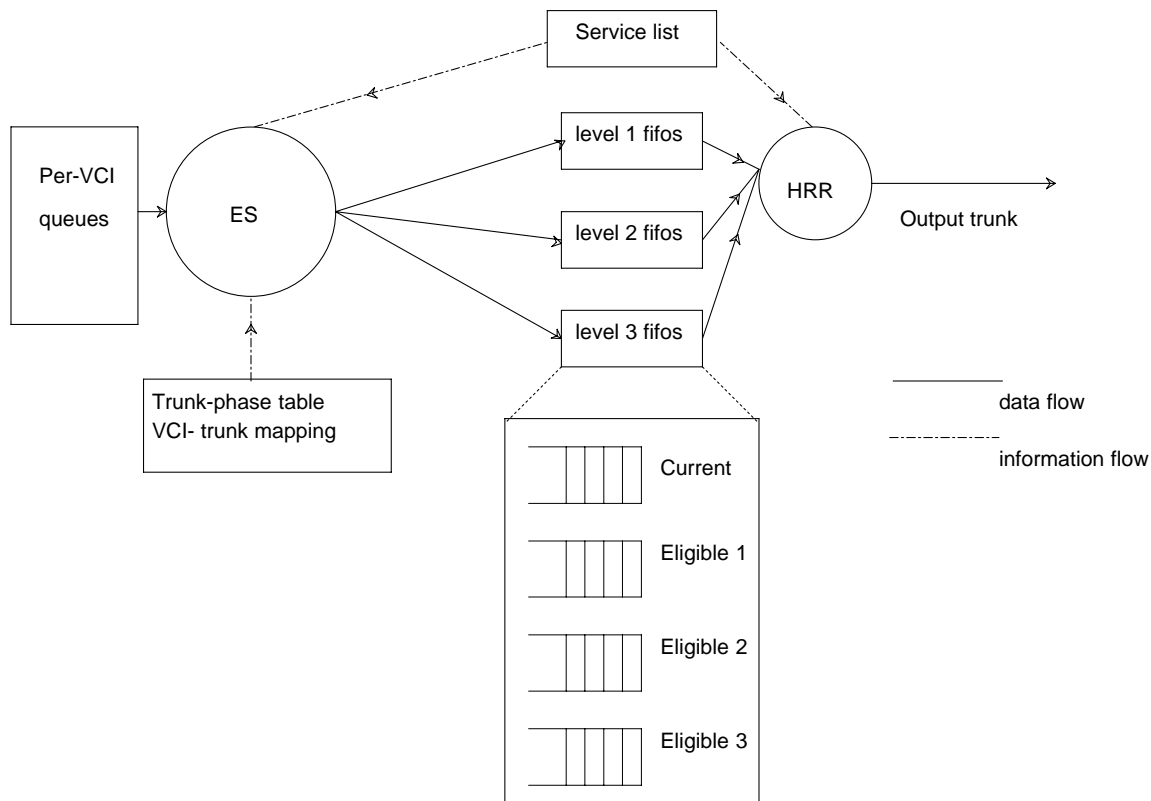 Service list
Per-VCI
queues
ES
level 1 fifos
level 2 fifos
level 3 fifos
HRR
Output trunk
Trunk-phase table
VCI- trunk mapping
data flow
information flow
Current
Eligible 1
Eligible 2
Eligible 3